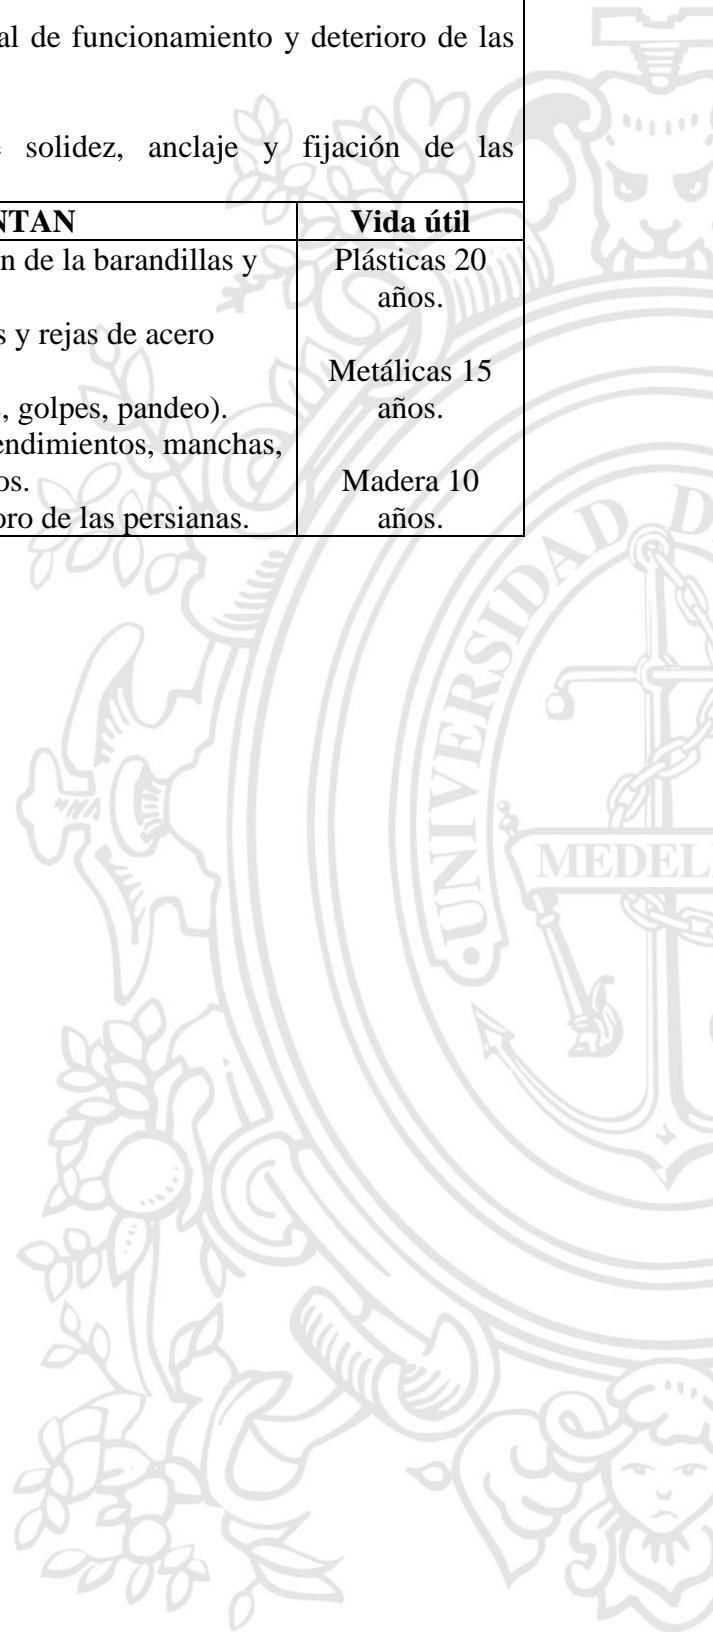 al de funcionamiento y deterioro de las
solidez, anclaje y fijación de las
NTAN
Vida útil
n de la barandillas y
s y rejas de acero
, golpes, pandeo).
endimientos, manchas,
os.
oro de las persianas.
Plásticas 20
años.
Metálicas 15
años.
Madera 10
años.
UNIVERSIDAD D
MEDEL